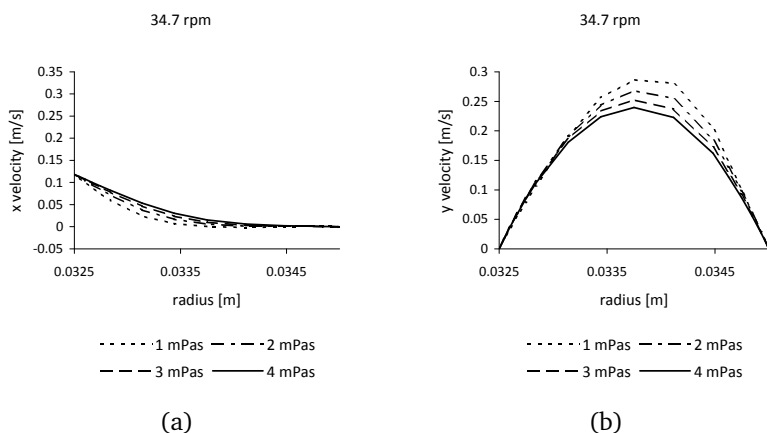 34.7 rpm
0.35
0.3
0.25
0.2
0.15
0.1
0.05
0
-0.05
x velocity [m/s]
0.0325 0.0335 0.0345
radius [m]
1 mPas 2 mPas
3 mPas 4 mPas
(a)
34.7 rpm
0.3
0.25
0.2
0.15
0.1
0.05
0
y velocity [m/s]
0.0325 0.0335 0.0345
radius [m]
1 mPas 2 mPas
3 mPas 4 mPas
(b)